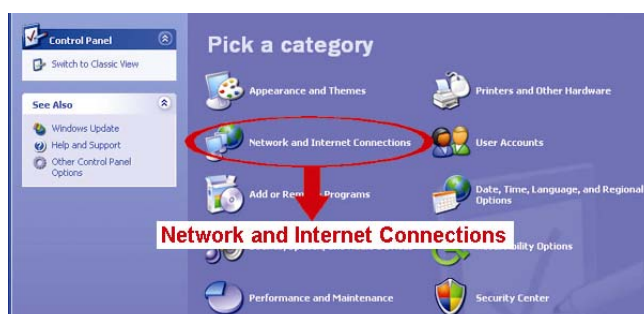 Control Panel
Switch to Classic View
See Also
Windows Update
Help and Support
Other Control Panel
Options
Pick a category
Appearance and Themes
Printers and Other Hardware
Network and Internet Connections
User Accounts
Add or Programs
Date, Time, Language, and Regional
Options
Network and Internet Connections
Options
Performance and Maintenance
Security Center